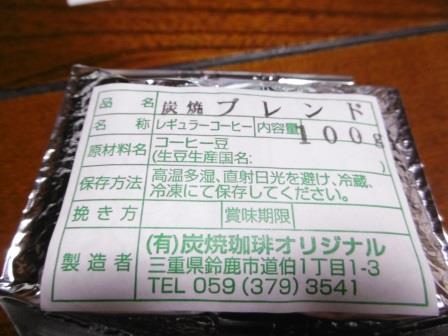 品名 炭焼ブレンド
名称 レギュラーコーヒー 内容量 100g
原材料名 コーヒー豆
(生豆生産国名: )
保存方法 高温多湿、直射日光を避け、冷蔵、
冷凍にて保存してください。
挽き方 賞味期限
製造者 (有)炭焼珈琲オリジナル
三重県鈴鹿市道伯1丁目1-3
TEL 059(379)3541